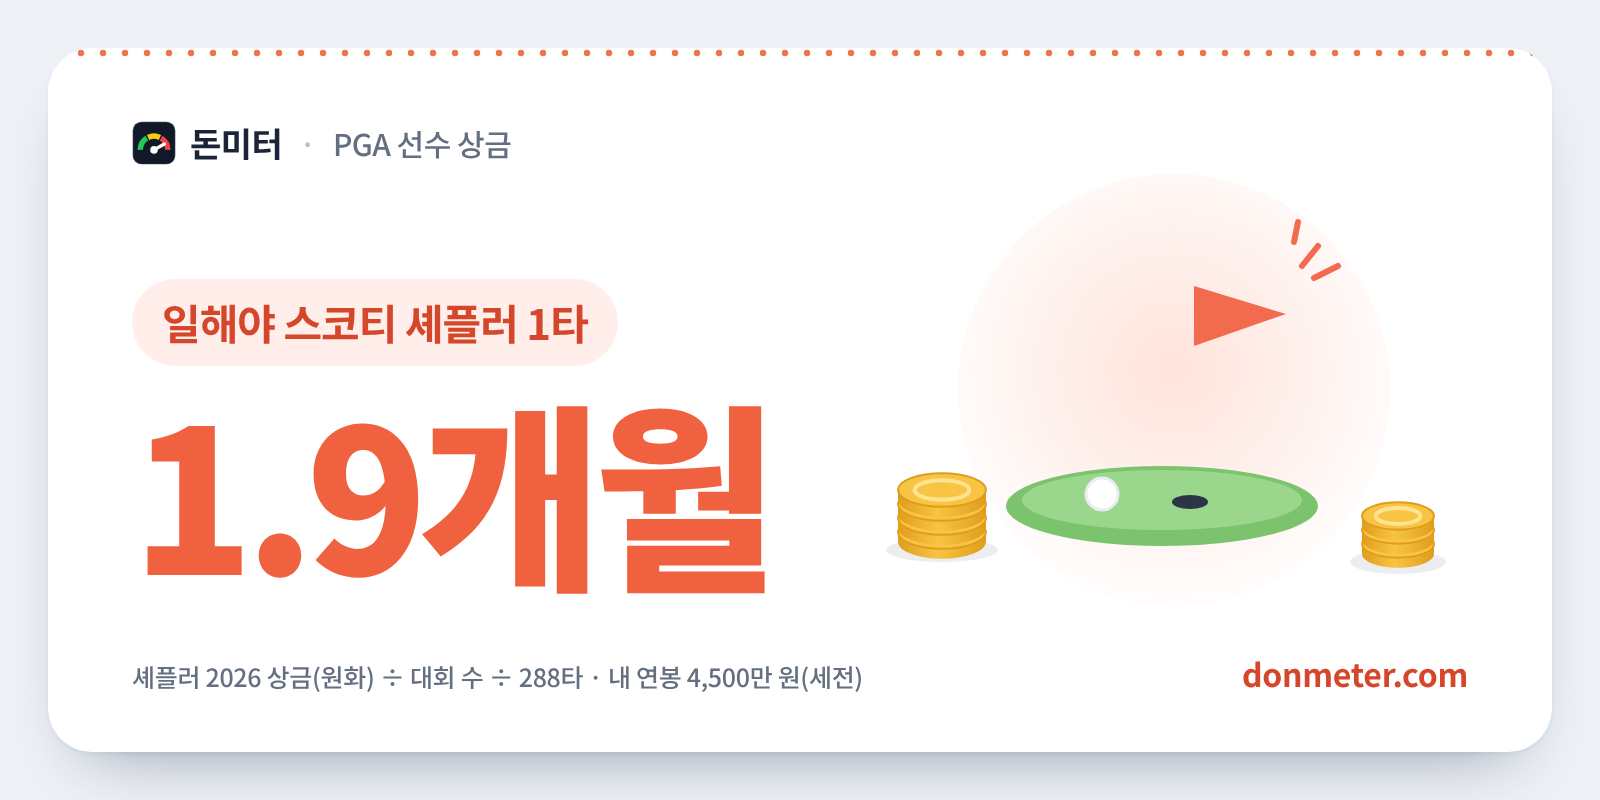 돈미터 · PGA 선수 상금
일해야 스코티 셰플러 1타
1.9개월
셰플러 2026 상금(원화) ÷ 대회 수 ÷ 288타 · 내 연봉 4,500만 원(세전)
donmeter.com